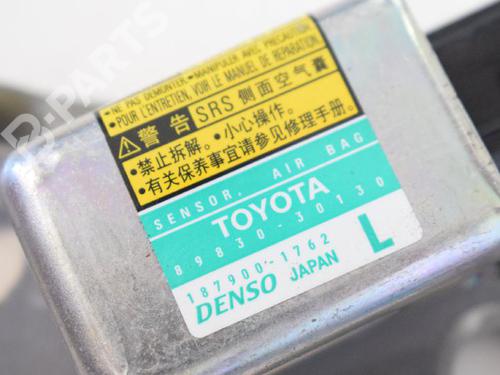 • NE PAS DEMONTER. • MANIPULER AVEC PRECAUTION.
• POUR L'ENTRETIEN, VOIR LE MANUEL DE REPARATION.
警告 SRS 侧面空气囊
• 禁止拆解。 • 小心操作。
• 有关保养事宜请参见修理手册.
SENSOR, AIR BAG
TOYOTA
89830-30130
187900-1762 L
DENSO JAPAN
B-PARTS